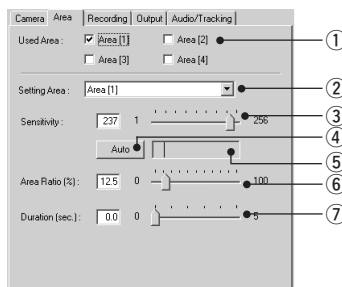 Camera Area Recording Output Audio/Tracking
Used Area : Area [1] Area [2] ①
Area [3] Area [4]
Setting Area : Area [1] ②
Sensitivity : 237 1 256 ③
Auto ④
⑤
Area Ratio (%) : 12.5 0 100 ⑥
Duration (sec.) : 0.0 0 5 ⑦